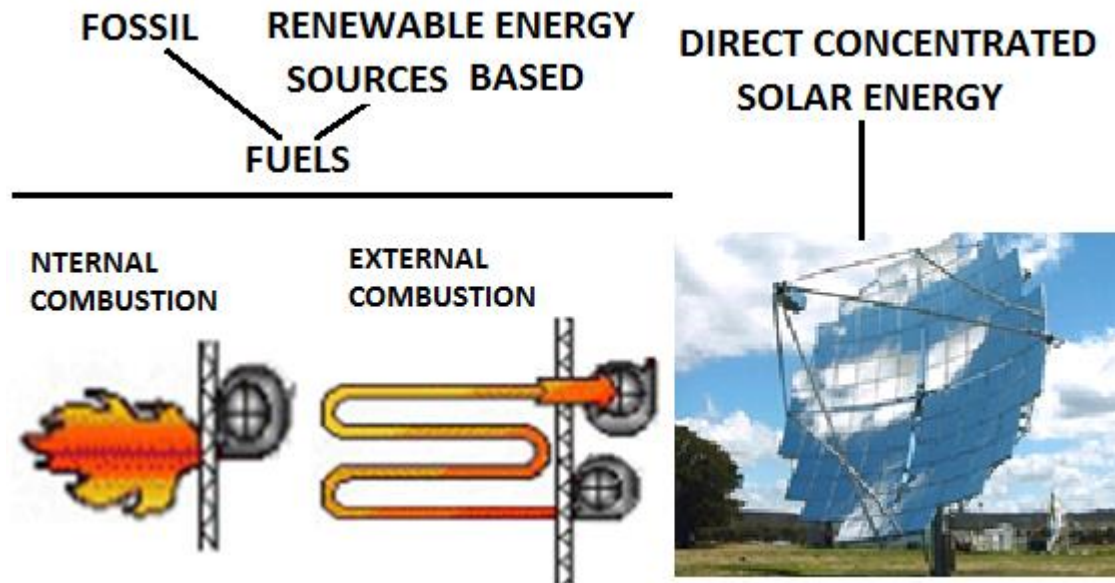 FOSSIL
RENEWABLE ENERGY
SOURCES BASED
FUELS
DIRECT CONCENTRATED
SOLAR ENERGY
NTERNAL
COMBUSTION
EXTERNAL
COMBUSTION